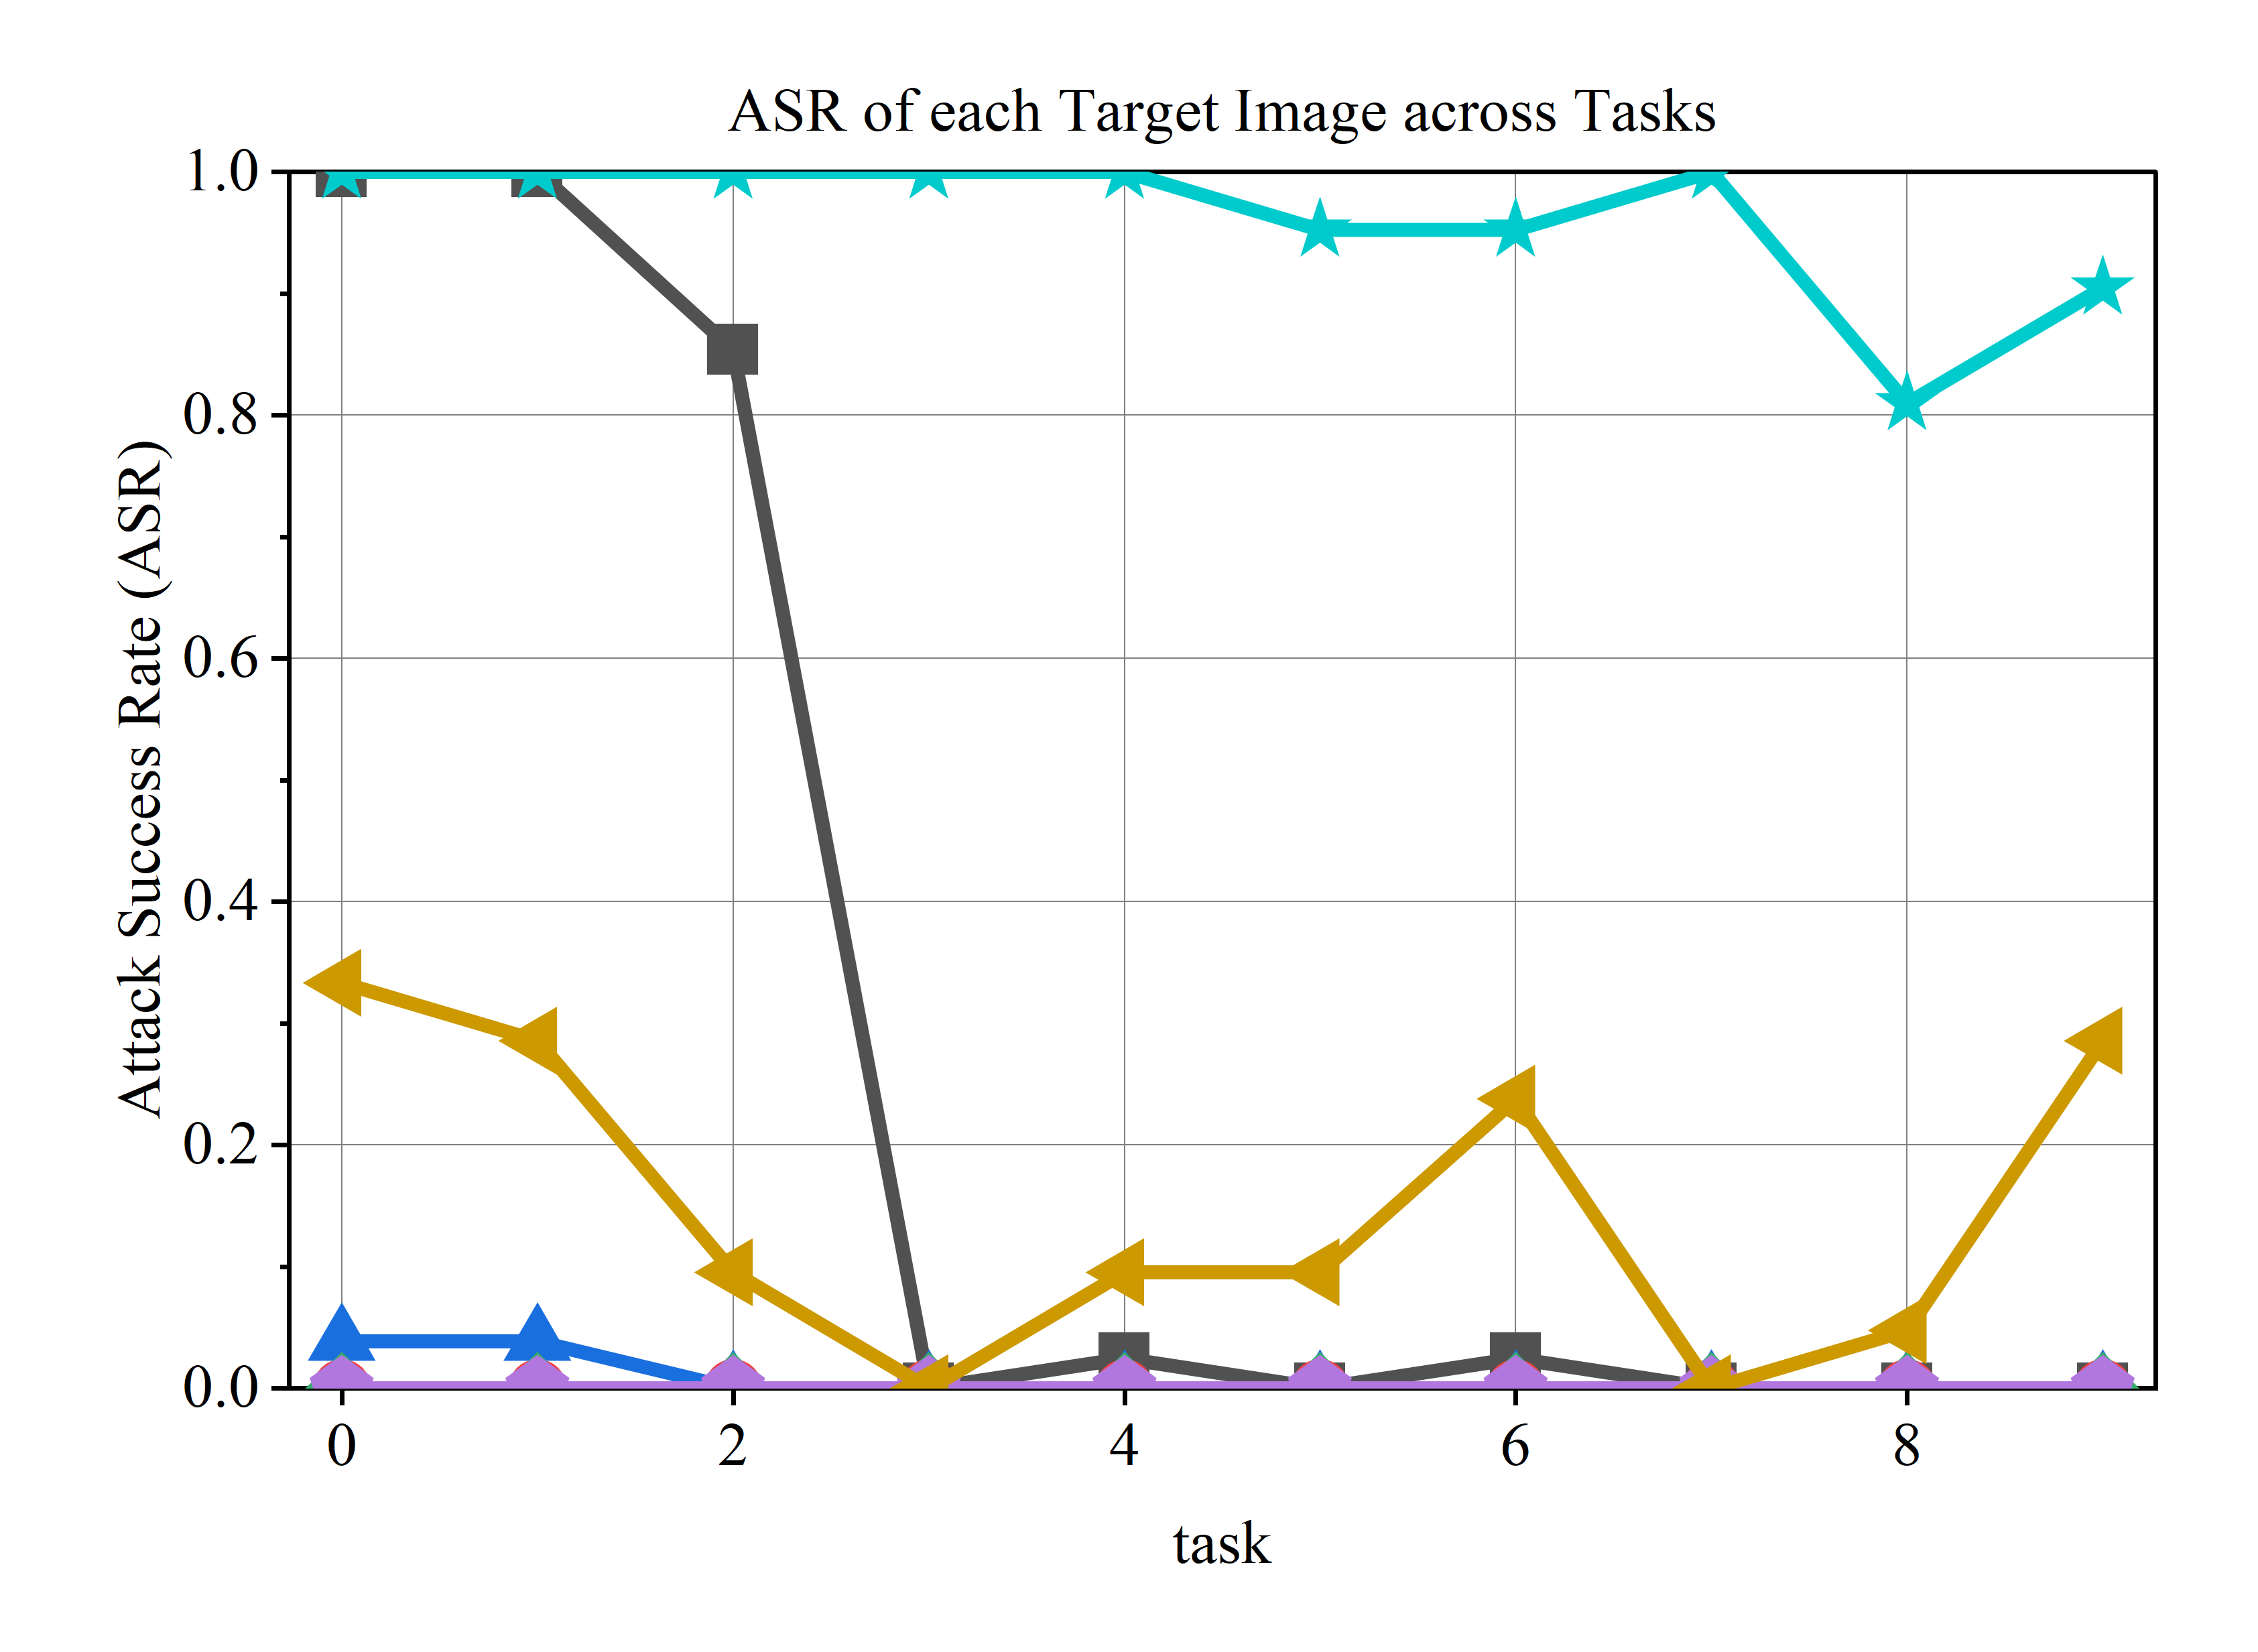 ASR of each Target Image across Tasks
Attack Success Rate (ASR)
1.0
0.8
0.6
0.4
0.2
0.0
0 2 4 6 8
task